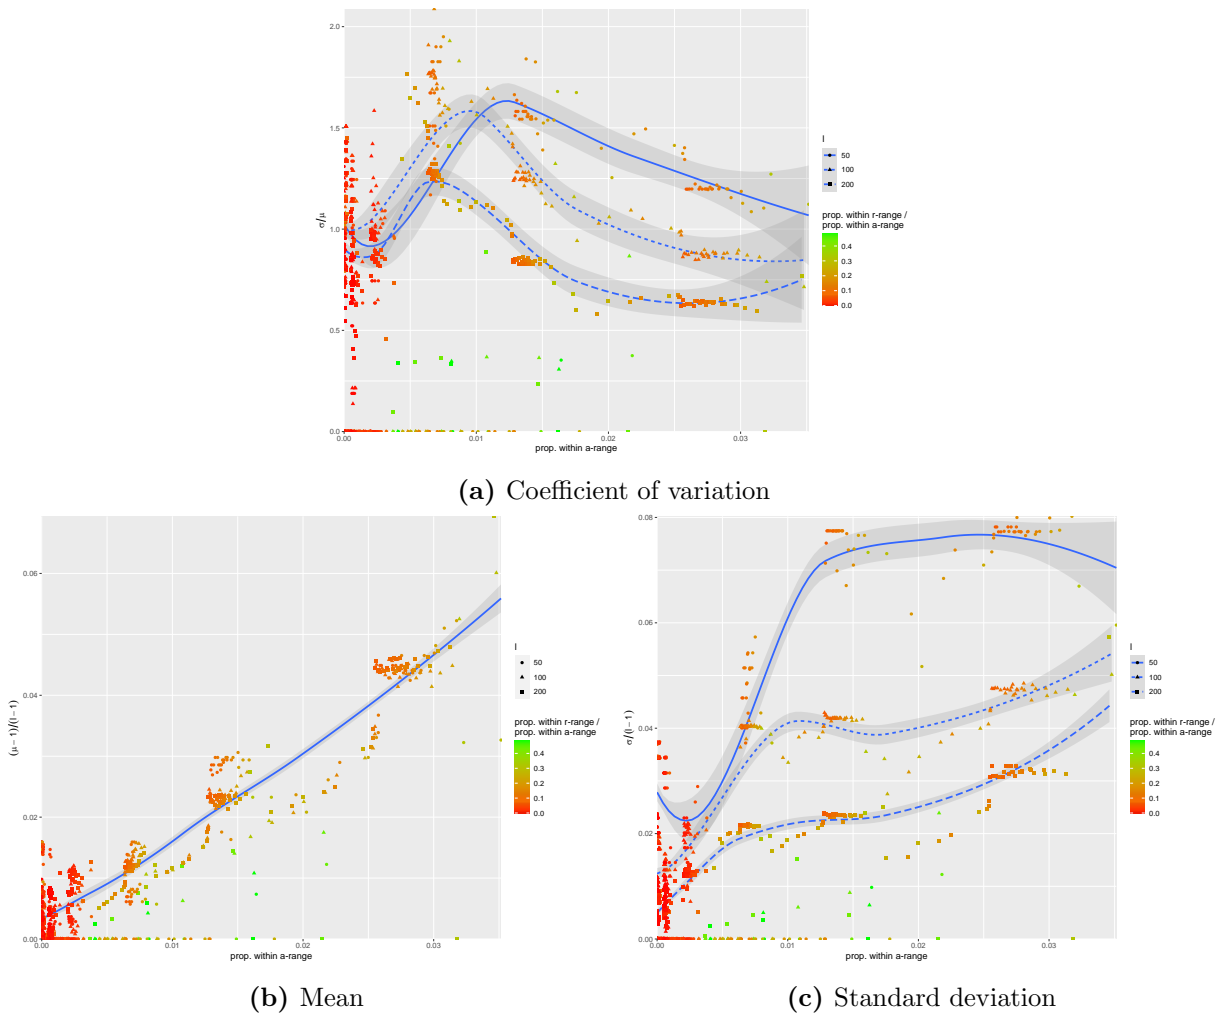 2.0
1.5
1.0
0.5
0.0
σ/μ
0.00
0.01
0.02
0.03
prop. within a-range
l
50
100
200
prop. within r-range /
prop. within a-range
0.4
0.3
0.2
0.1
0.0
(a) Coefficient of variation
0.06
0.04
0.02
0.00
(μ−1)/(l−1)
0.00
0.01
0.02
0.03
prop. within a-range
l
50
100
200
prop. within r-range /
prop. within a-range
0.4
0.3
0.2
0.1
0.0
(b) Mean
0.08
0.06
0.04
0.02
0.00
σ/(l−1)
0.00
0.01
0.02
0.03
prop. within a-range
l
50
100
200
prop. within r-range /
prop. within a-range
0.4
0.3
0.2
0.1
0.0
(c) Standard deviation